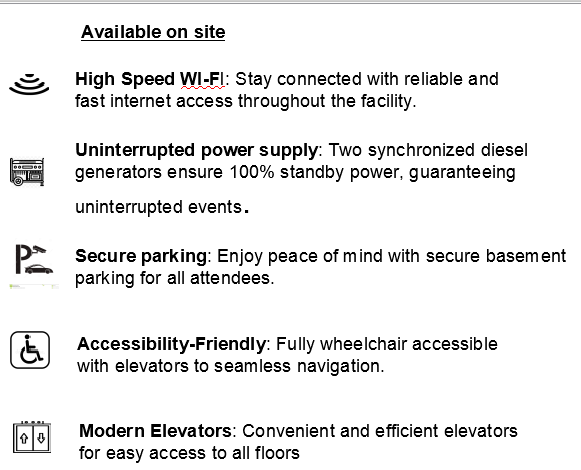 Available on site
High Speed WI-FI: Stay connected with reliable and
fast internet access throughout the facility.
Uninterrupted power supply: Two synchronized diesel
generators ensure 100% standby power, guaranteeing
uninterrupted events.
P
Secure parking: Enjoy peace of mind with secure basement
parking for all attendees.
Accessibility-Friendly: Fully wheelchair accessible
with elevators to seamless navigation.
Modern Elevators: Convenient and efficient elevators
for easy access to all floors